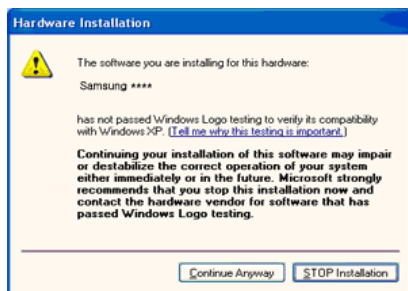 Hardware Installation
The software you are installing for this hardware:
Samsung ****
has not passed Windows Logo testing to verify its compatibility
with Windows XP. (Tell me why this testing is important.)
Continuing your installation of this software may impair
or destabilize the correct operation of your system
either immediately or in the future. Microsoft strongly
recommends that you stop this installation now and
contact the hardware vendor for software that has
passed Windows Logo testing.
Continue Anyway
STOP Installation